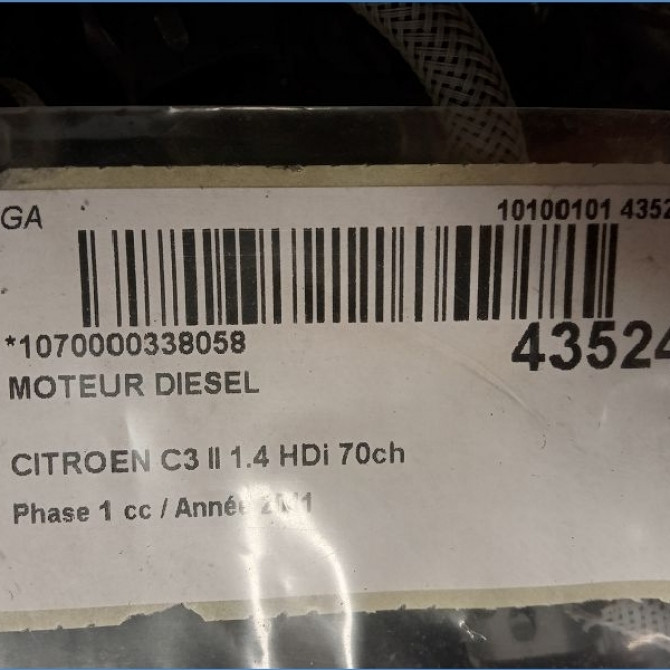 GA
10100101 4352
*1070000338058
43524
MOTEUR DIESEL
CITROEN C3 II 1.4 HDi 70ch
Phase 1 cc / Année